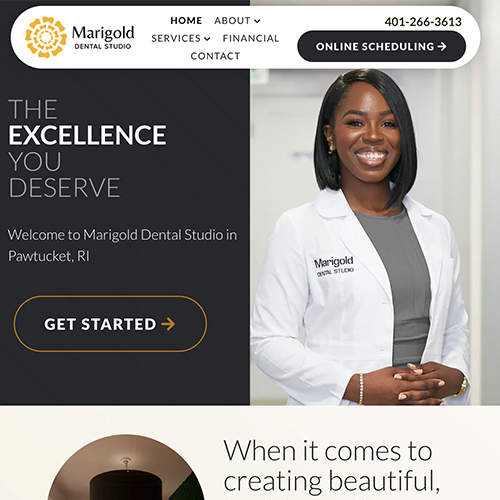 Marigold
DENTAL STUDIO
HOME ABOUT
SERVICES FINANCIAL
CONTACT
401-266-3613
ONLINE SCHEDULING →
THE
EXCELLENCE
YOU
DESERVE
Welcome to Marigold Dental Studio in
Pawtucket, RI
GET STARTED →
Marigold
DENTAL STUDIO
When it comes to
creating beautiful,